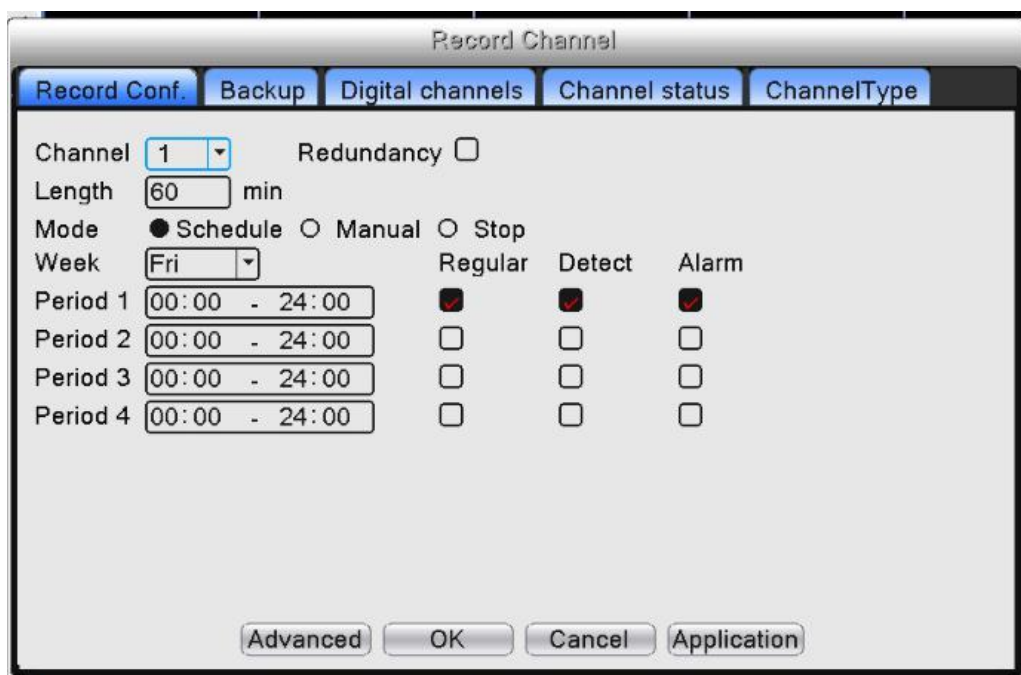 Record Channel
Record Conf. Backup Digital channels Channel status ChannelType
Channel 1 Redundancy
Length 60 min
Mode Schedule Manual Stop
Week Fri Regular Detect Alarm
Period 1 00:00 - 24:00
Period 2 00:00 - 24:00
Period 3 00:00 - 24:00
Period 4 00:00 - 24:00
Advanced OK Cancel Application